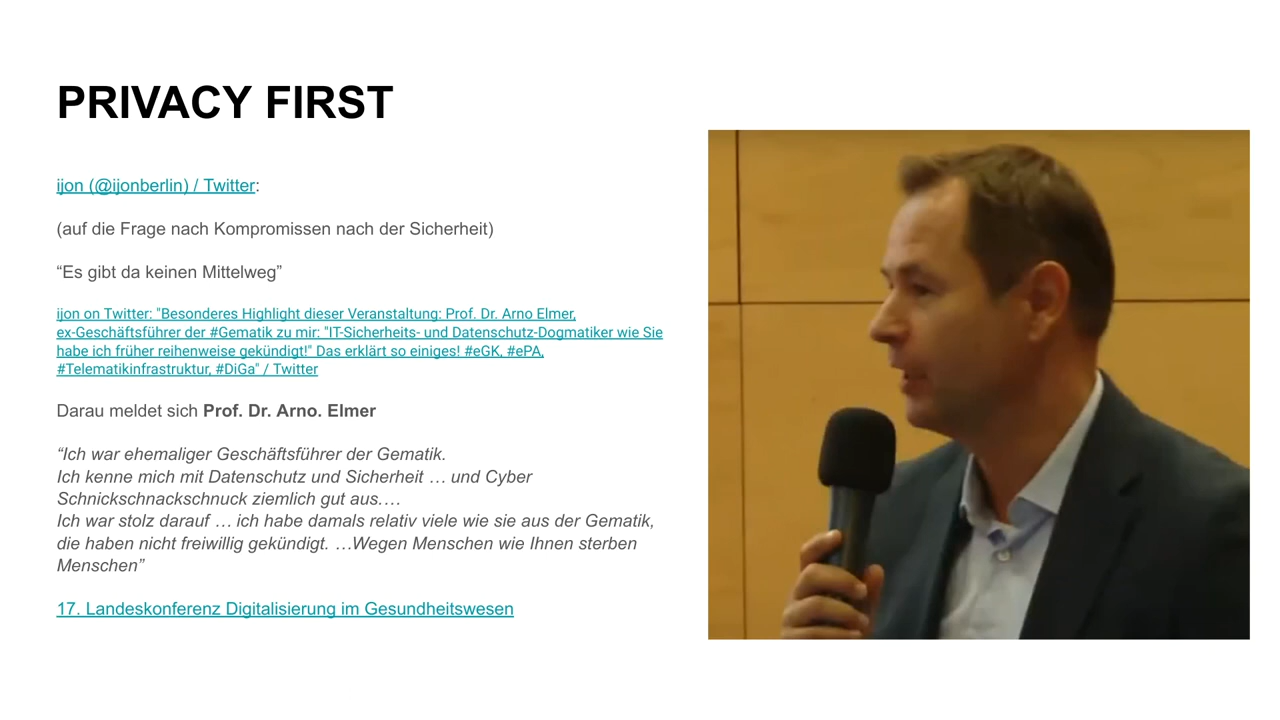 PRIVACY FIRST
ijon (@ijonberlin) / Twitter:
(auf die Frage nach Kompromissen nach der Sicherheit)
“Es gibt da keinen Mittelweg”
ijon on Twitter: "Besonderes Highlight dieser Veranstaltung: Prof. Dr. Arno Elmer,
ex-Geschäftsführer der #Gematik zu mir: "IT-Sicherheits- und Datenschutz-Dogmatiker wie Sie
habe ich früher reihenweise gekündigt!" Das erklärt so einiges! #eGK, #ePA,
#Telematikinfrastruktur, #DiGa" / Twitter
Darau meldet sich Prof. Dr. Arno. Elmer
“Ich war ehemaliger Geschäftsführer der Gematik.
Ich kenne mich mit Datenschutz und Sicherheit … und Cyber
Schnickschnackschnuck ziemlich gut aus.…
Ich war stolz darauf … ich habe damals relativ viele wie sie aus der Gematik,
die haben nicht freiwillig gekündigt. …Wegen Menschen wie Ihnen sterben
Menschen”
17. Landeskonferenz Digitalisierung im Gesundheitswesen